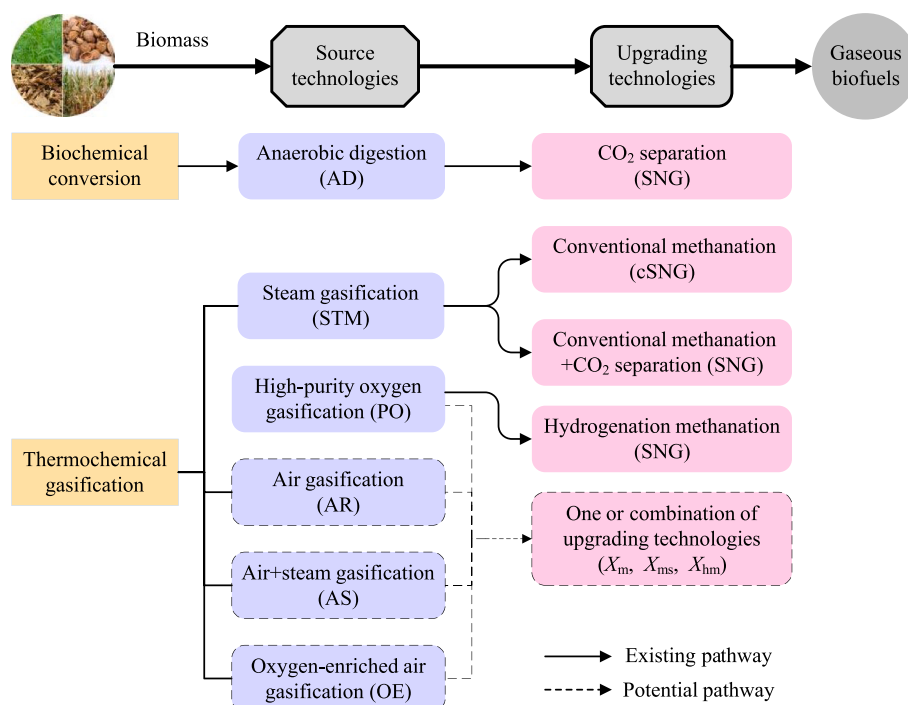 Biomass
Source
technologies
Upgrading
technologies
Gaseous
biofuels
Biochemical
conversion
Anaerobic digestion
(AD)
CO₂ separation
(SNG)
Conventional methanation
(cSNG)
Steam gasification
(STM)
Conventional methanation
+CO₂ separation (SNG)
High-purity oxygen
gasification (PO)
Hydrogenation methanation
(SNG)
Thermochemical
gasification
Air gasification
(AR)
One or combination of
upgrading technologies
(Xm, Xms, Xhm)
Air+steam gasification
(AS)
Oxygen-enriched air
gasification (OE)
Existing pathway
Potential pathway